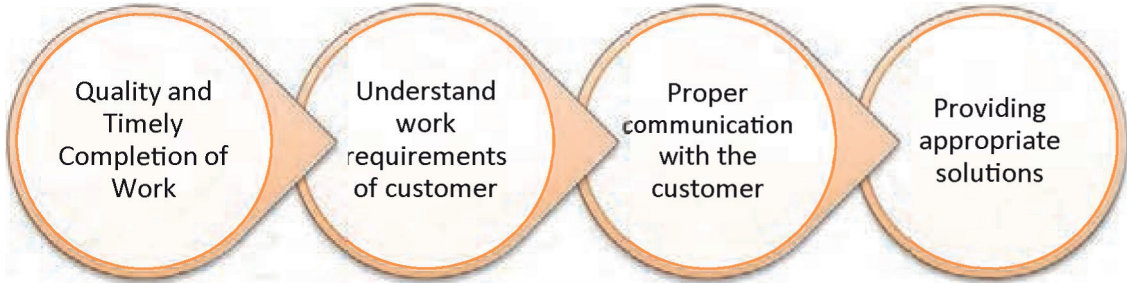 Quality and
Timely
Completion of
Work
Understand
work
requirements
of customer
Proper
communication
with the
customer
Providing
appropriate
solutions